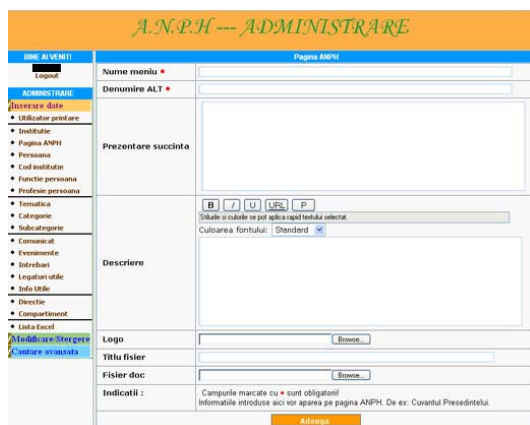 A.N.P.H --- ADMINISTRARE
BINE AI VENIT!
Logout
ADMINISTRARE
Inserare date
Utilizator printare
Institutie
Pagina ANPH
Persoana
Cod institutie
Functie persoana
Profesie persoana
Tematica
Categorie
Subcategorie
Comunicat
Evenimente
Intrebari
Legaturi utile
Info Utile
Directie
Compartiment
Lista Excel
Modificare/Stergere
Cautare avansata
Pagina ANPH
Nume meniu •
Denumire ALT •
Prezentare succinta
Descriere
B I U URL P
Stilurile si culorile se pot aplica rapid textului selectat.
Culoarea fontului: Standerd
Logo Browse...
Titlu fisier
Fisier doc Browse...
Indicatii : Campurile marcate cu • sunt obligatorii!
Informatiile introduse aici vor aparea pe pagina ANPH. De ex: Cuvantul Presedintelui.
Adauga